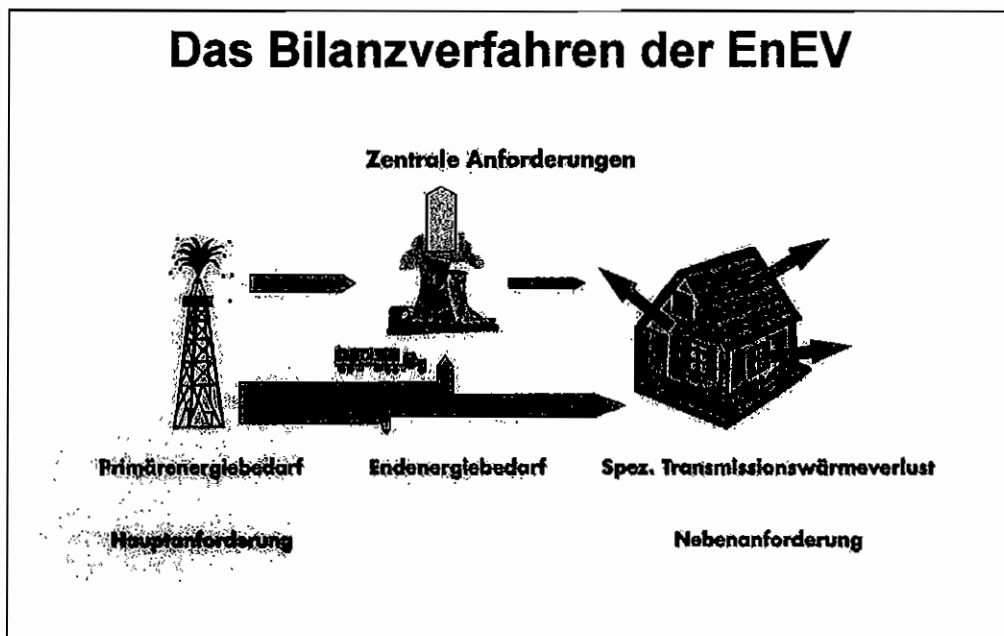 Das Bilanzverfahren der EnEV
Zentrale Anforderungen
Primärenergiebedarf
Endenergiebedarf
Spez. Transmissionswärmeverlust
Hauptanforderung
Nebenanforderung